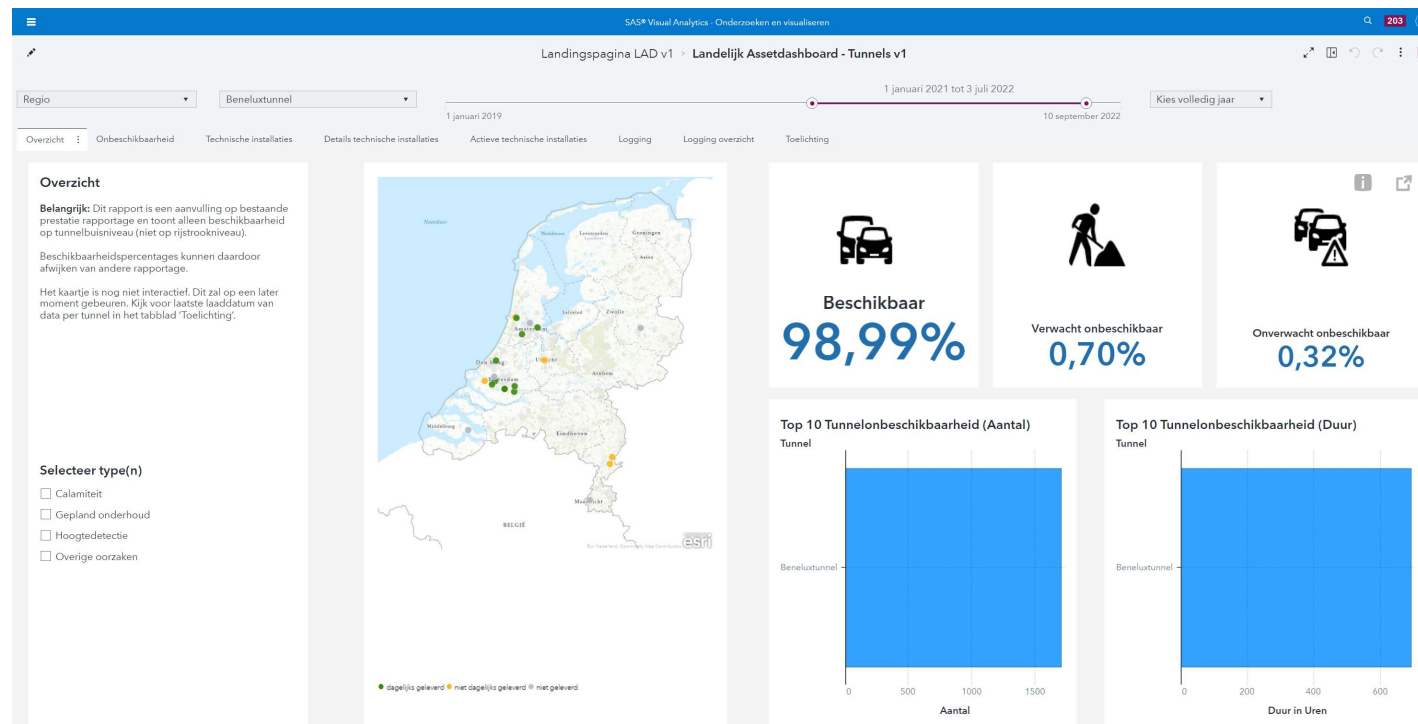 SAS® Visual Analytics - Onderzoeken en visualiseren
203
Landingspagina LAD v1 > Landelijk Assetdashboard - Tunnels v1
Regio
Beneluxtunnel
1 januari 2021 tot 3 juli 2022
1 januari 2019
10 september 2022
Kies volledig jaar
Overzicht
Onbeschikbaarheid
Technische installaties
Details technische installaties
Actieve technische installaties
Logging
Logging overzicht
Toelichting
Overzicht
Belangrijk: Dit rapport is een aanvulling op bestaande
prestatie rapportage en toont alleen beschikbaarheid
op tunnelbuisniveau (niet op rijstrookniveau).
Beschikbaarheidspercentages kunnen daardoor
afwijken van andere rapportage.
Het kaartje is nog niet interactief. Dit zal op een later
moment gebeuren. Kijk voor laatste laaddatum van
data per tunnel in het tabblad 'Toelichting'.
Selecteer type(n)
Calamiteit
Gepland onderhoud
Hoogtedetectie
Overige oorzaken
Leeuwarden
Groningen
Assen
Lelystad
Zwolle
Arnhem
Middelburg
Eindhoven
BELGIË
esri
dagelijks geleverd
niet dagelijks geleverd
niet geleverd
Beschikbaar
98,99%
Verwacht onbeschikbaar
0,70%
Onverwacht onbeschikbaar
0,32%
Top 10 Tunnelonbeschikbaarheid (Aantal)
Tunnel
Beneluxtunnel
0
500
1000
1500
Aantal
Top 10 Tunnelonbeschikbaarheid (Duur)
Tunnel
Beneluxtunnel
0
200
400
600
Duur in Uren